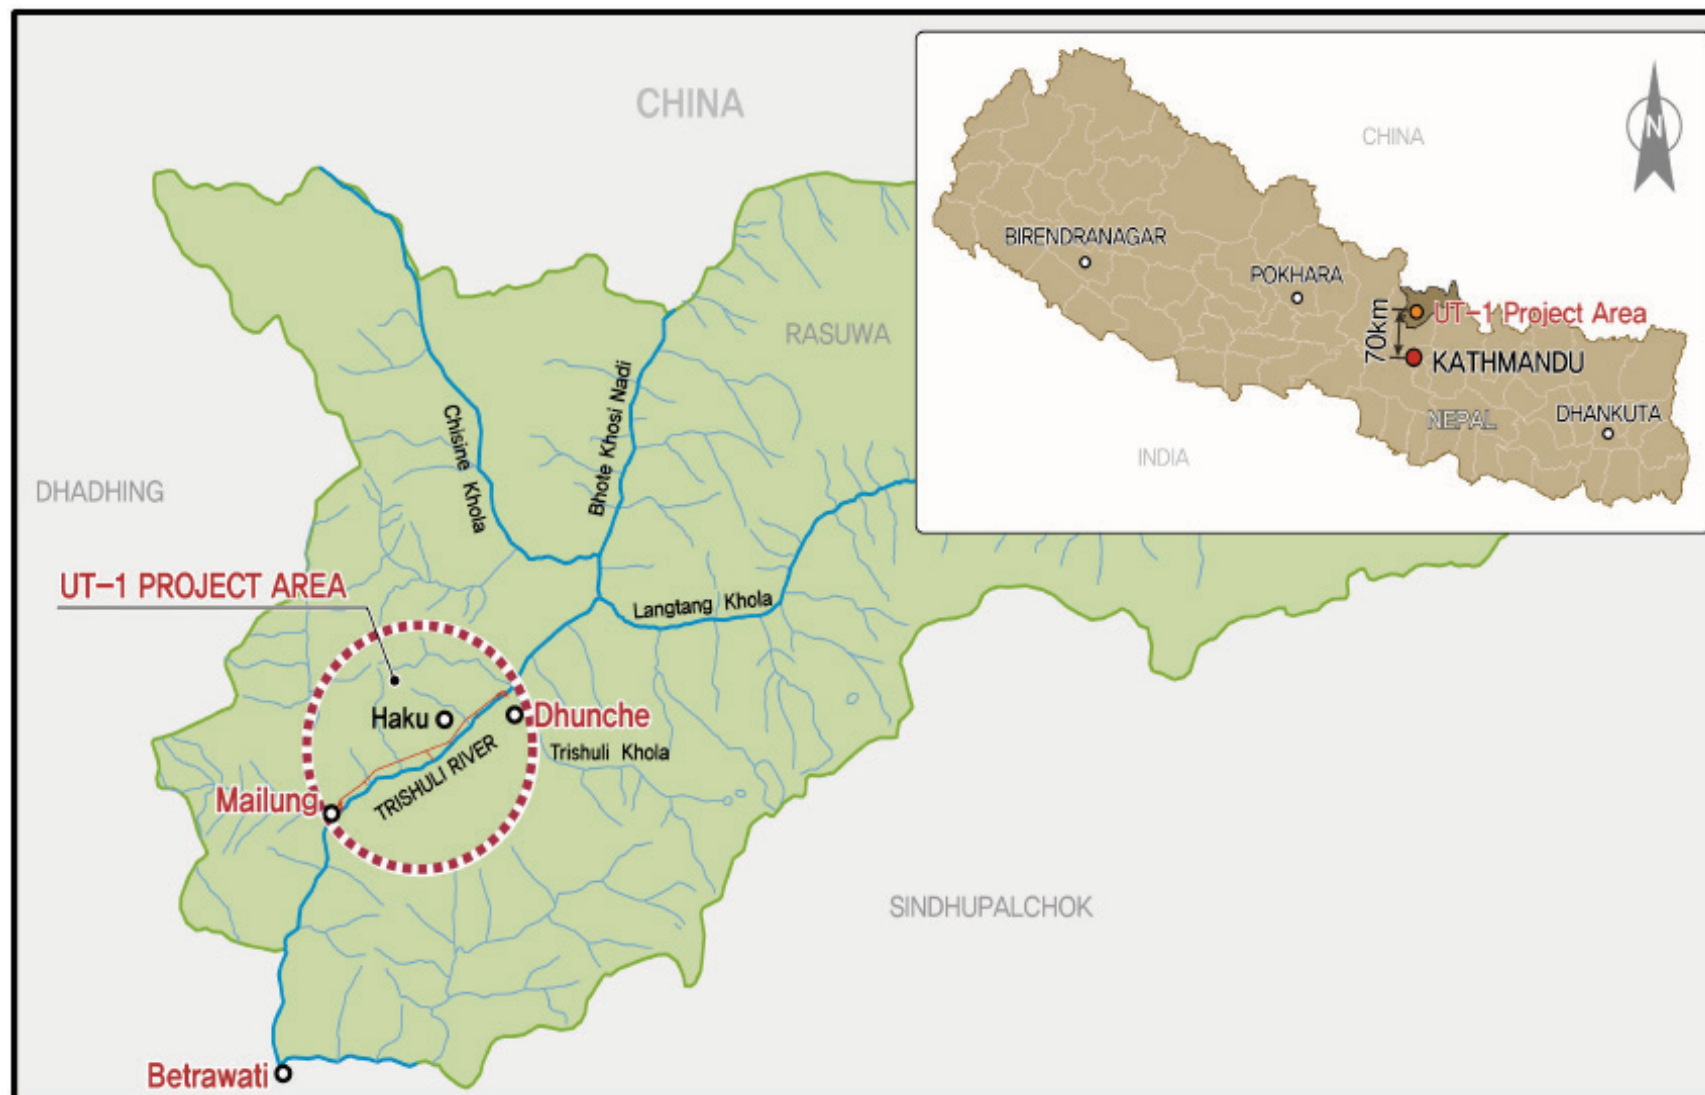 CHINA
CHINA
N
BIRENDRANAGAR
POKHARA
UT-1 Project Area
70km
KATHMANDU
NEPAL
DHANKUTA
INDIA
RASUWA
Chisine Khola
Bhote Khosi Nadi
DHADHING
UT-1 PROJECT AREA
Langtang Khola
Haku
Dhunche
TRISHULI RIVER
Trishuli Khola
Mailung
SINDHUPALCHOK
Betrawati